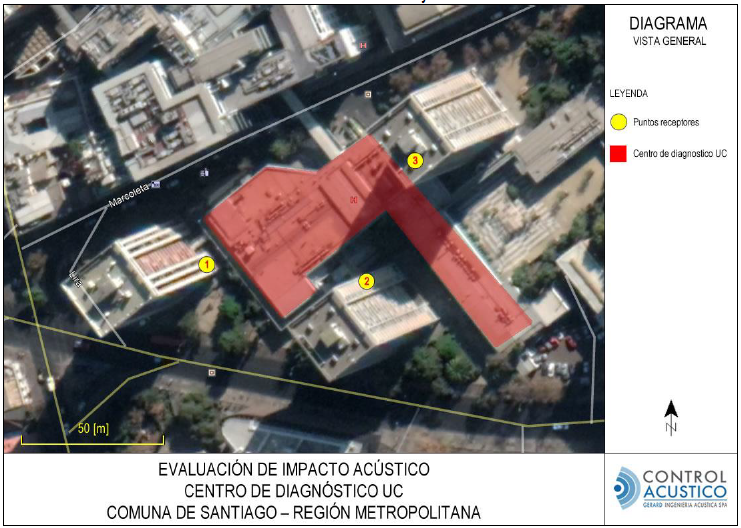 DIAGRAMA
VISTA GENERAL
LEYENDA
Puntos receptores
Centro de diagnostico UC
Marcoleta
1
2
3
50 [m]
N
EVALUACIÓN DE IMPACTO ACÚSTICO
CENTRO DE DIAGNÓSTICO UC
COMUNA DE SANTIAGO – REGIÓN METROPOLITANA
CONTROL
ACUSTICO
GERARD INGENIERIA ACUSTICA SPA